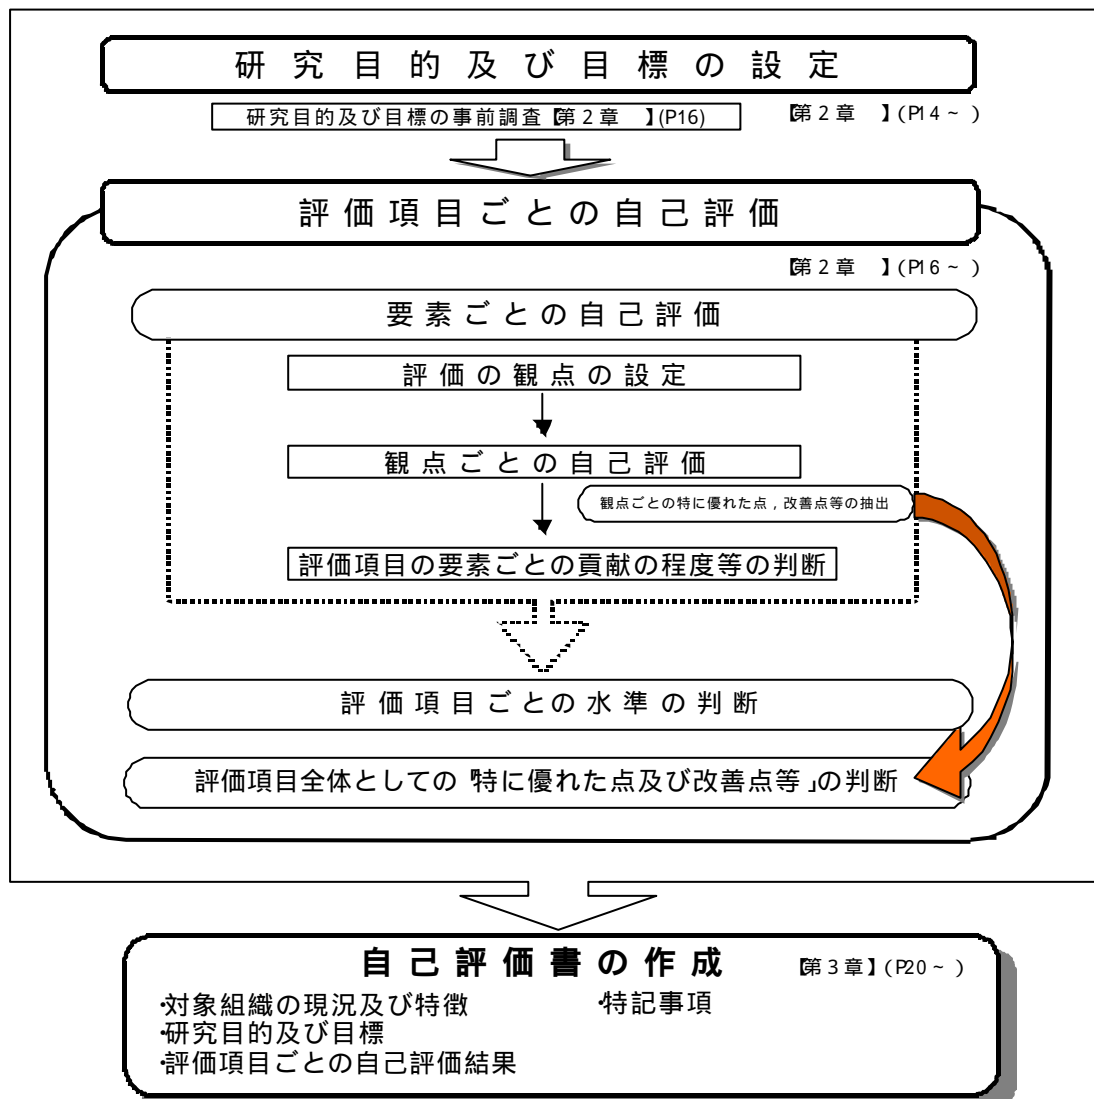 研究目的及び目標の設定
研究目的及び目標の事前調査【第2章　】(P16)
【第2章　】(P14～ )
評価項目ごとの自己評価
【第2章　】(P16～ )
要素ごとの自己評価
評価の観点の設定
観点ごとの自己評価
観点ごとの特に優れた点，改善点等の抽出
評価項目の要素ごとの貢献の程度等の判断
評価項目ごとの水準の判断
評価項目全体としての「特に優れた点及び改善点等」の判断
自己評価書の作成
【第3章】(P20～ )
・対象組織の現況及び特徴
・特記事項
・研究目的及び目標
・評価項目ごとの自己評価結果